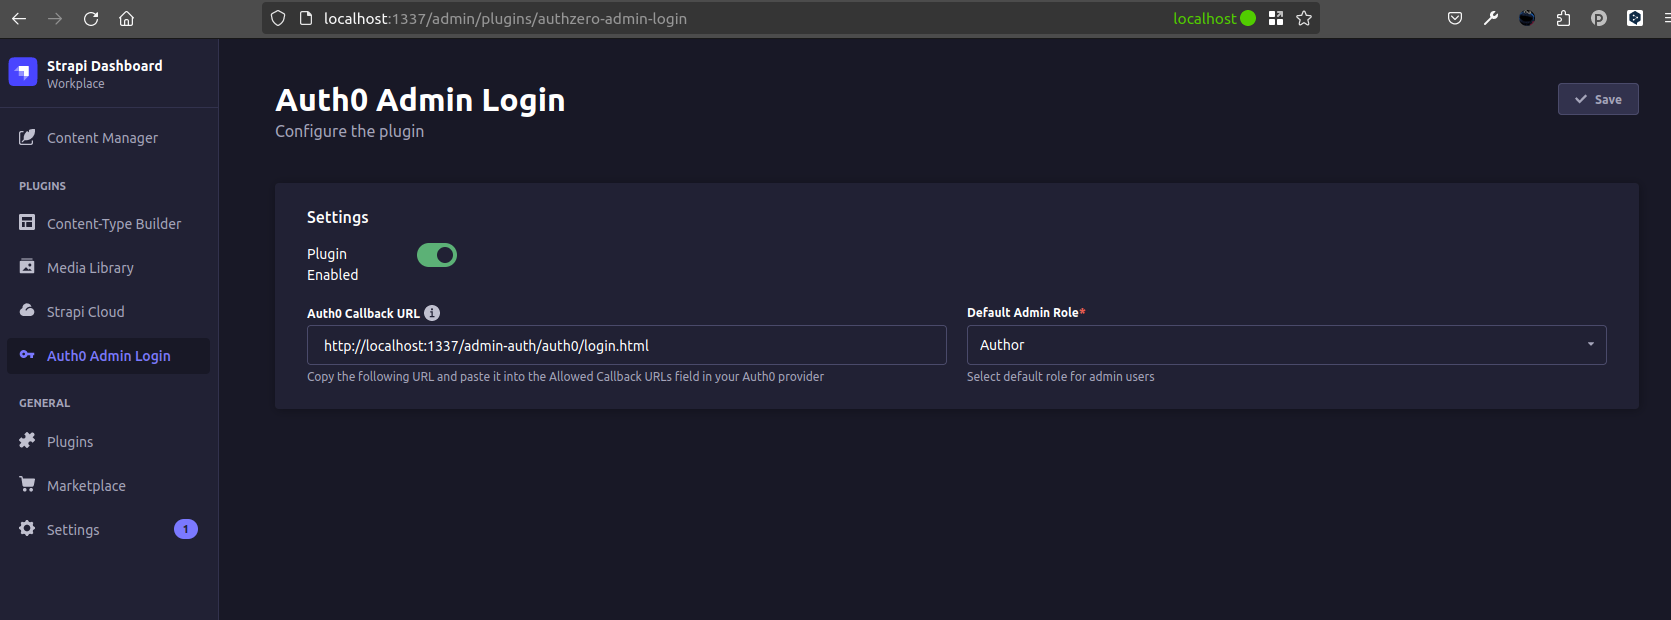 localhost:1337/admin/plugins/authzero-admin-login
localhost
Strapi Dashboard
Workplace
Content Manager
PLUGINS
Content-Type Builder
Media Library
Strapi Cloud
Auth0 Admin Login
GENERAL
Plugins
Marketplace
Settings
1
Auth0 Admin Login
Configure the plugin
Save
Settings
Plugin
Enabled
Auth0 Callback URL
http://localhost:1337/admin-auth/auth0/login.html
Copy the following URL and paste it into the Allowed Callback URLs field in your Auth0 provider
Default Admin Role*
Author
Select default role for admin users